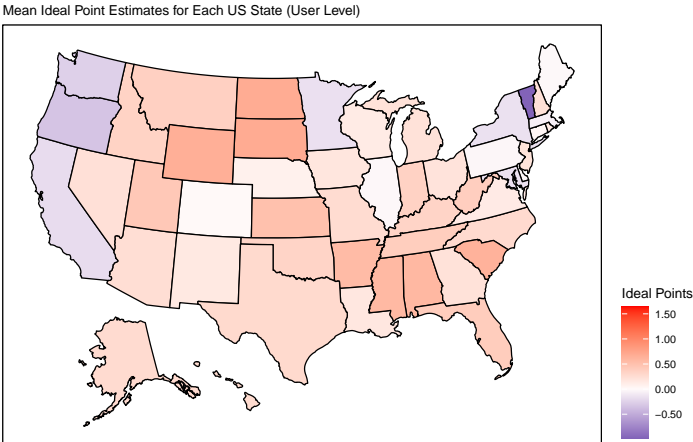 Mean Ideal Point Estimates for Each US State (User Level)
Ideal Points
1.50
1.00
0.50
0.00
−0.50